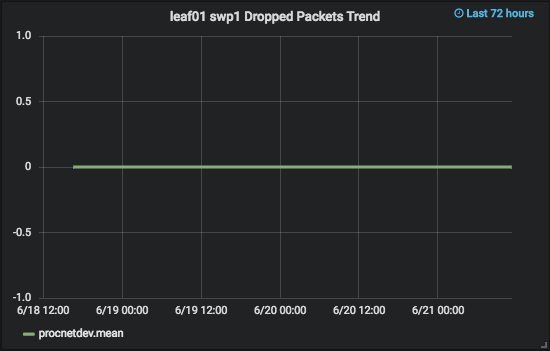 leaf01 swp1 Dropped Packets Trend
Last 72 hours
1.0
0.5
0
-0.5
-1.0
6/18 12:00 6/19 00:00 6/19 12:00 6/20 00:00 6/20 12:00 6/21 00:00
procnetdev.mean